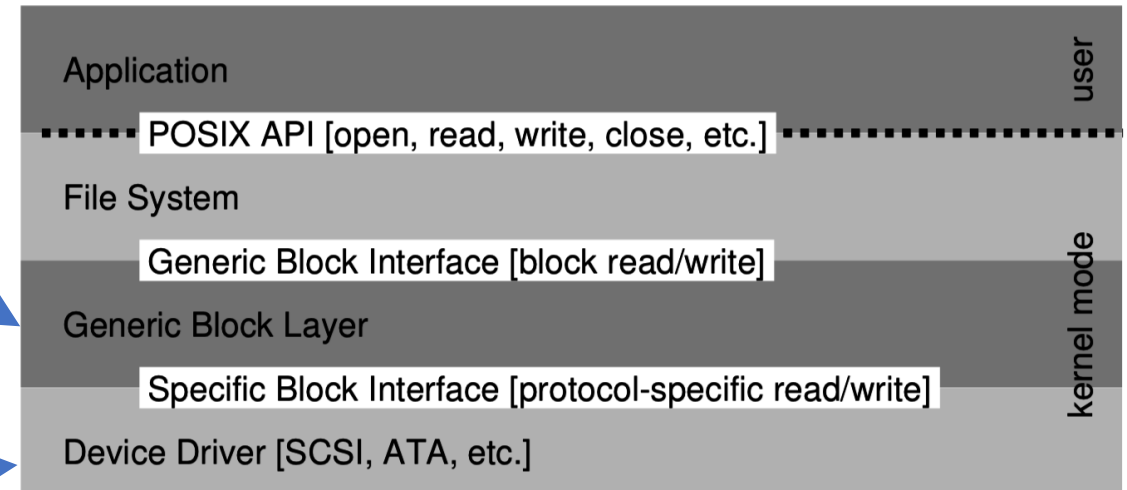 Application
user
POSIX API [open, read, write, close, etc.]
File System
Generic Block Interface [block read/write]
kernel mode
Generic Block Layer
Specific Block Interface [protocol-specific read/write]
Device Driver [SCSI, ATA, etc.]